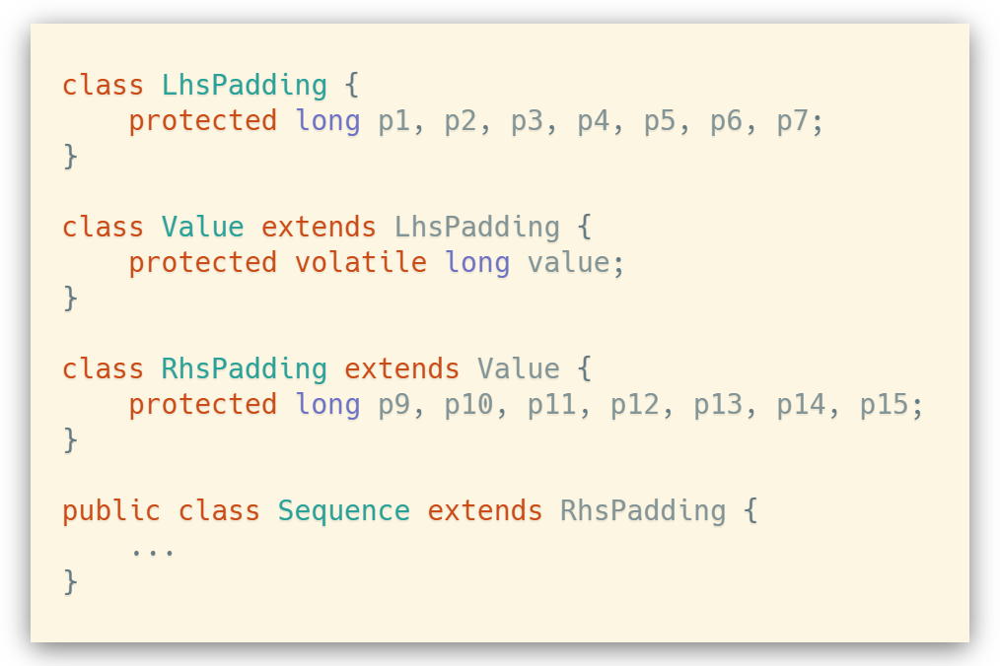 class LhsPadding {
    protected long p1, p2, p3, p4, p5, p6, p7;
}

class Value extends LhsPadding {
    protected volatile long value;
}

class RhsPadding extends Value {
    protected long p9, p10, p11, p12, p13, p14, p15;
}

public class Sequence extends RhsPadding {
    ...
}